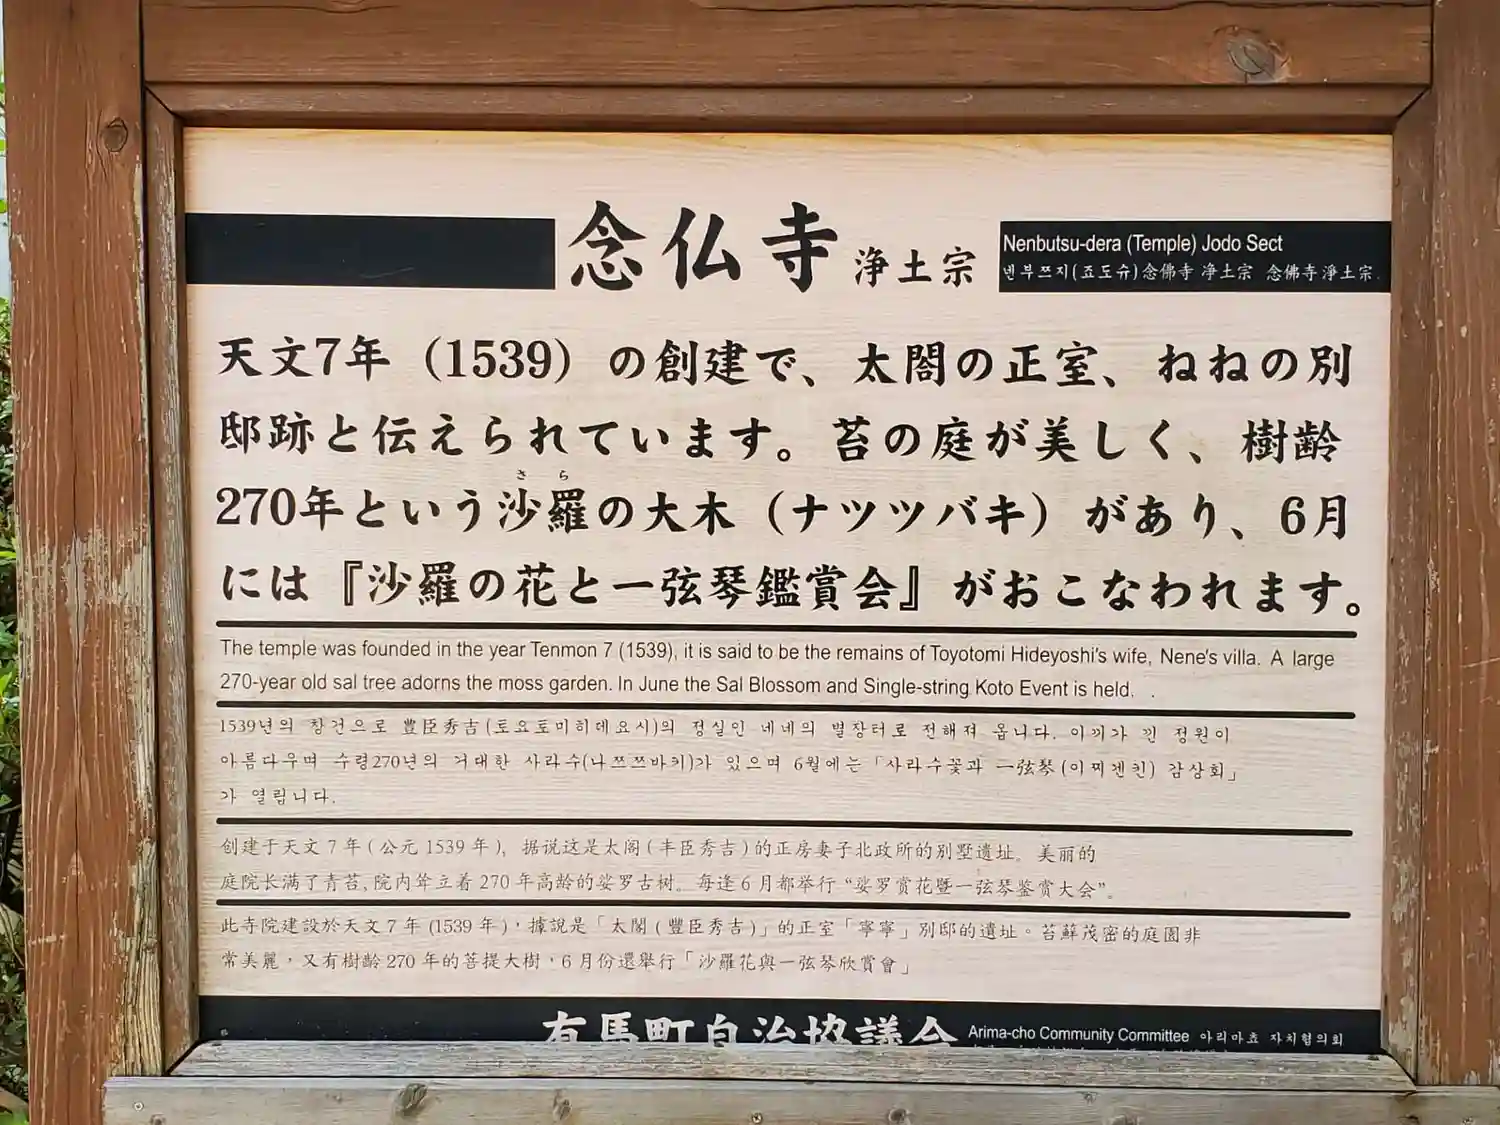 念仏寺 浄土宗
Nenbutsu-dera (Temple) Jodo Sect
넨부쯔지(죠도슈)念佛寺 净土宗 念佛寺淨土宗
天文7年（1539）の創建で、太閤の正室、ねねの別
邸跡と伝えられています。苔の庭が美しく、樹齢
さら
270年という沙羅の大木（ナツツバキ）があり、6月
には『沙羅の花と一弦琴鑑賞会』がおこなわれます。
The temple was founded in the year Tenmon 7 (1539), it is said to be the remains of Toyotomi Hideyoshi's wife, Nene's villa. A large
270-year old sal tree adorns the moss garden. In June the Sal Blossom and Single-string Koto Event is held.
1539년의 창건으로 豊臣秀吉(토요토미히데요시)의 정실인 네네의 별장터로 전해져 옵니다. 이끼가 낀 정원이
아름다우며 수령270년의 거대한 사라수(나쯔쯔바키)가 있으며 6월에는「사라수꽃과 一弦琴(이찌겐킨) 감상회」
가 열립니다.
创建于天文 7 年 (公元 1539 年)，据说这是太阁(丰臣秀吉)的正房妻子北政所的别墅遗址。美丽的
庭院长满了青苔,院内耸立着 270 年高龄的娑罗古树。每逢 6 月都举行 “娑罗赏花暨一弦琴鉴赏大会”。
此寺院建設於天文 7 年 (1539 年)，據說是「太閣 (豐臣秀吉)」的正室「寧寧」別邸的遺址。苔蘚茂密的庭園非
常美麗，又有樹齡 270 年的菩提大樹，6 月份還舉行「沙羅花與一弦琴欣賞會」
有馬町自治協議会
Arima-cho Community Committee 아리마쵸 자치협의회